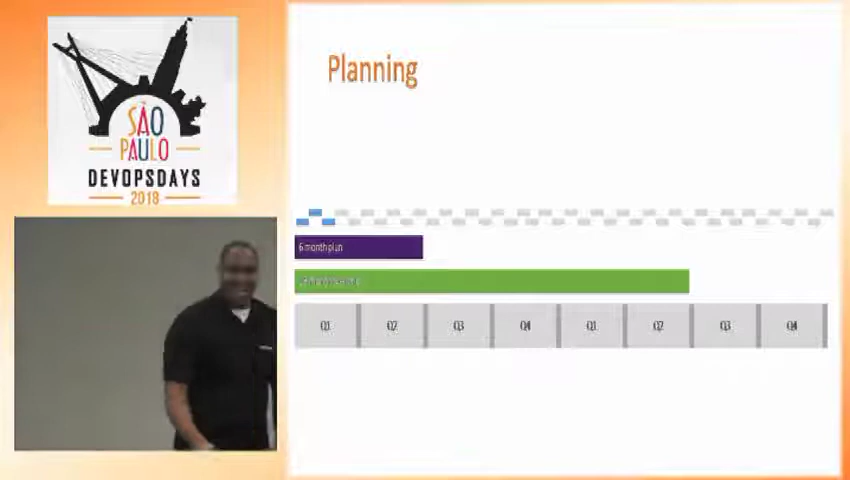 SÃO
PAULO
DEVOPSDAYS
2018
Planning
6 month plan
Q1 Q2 Q3 Q4 Q1 Q2 Q3 Q4